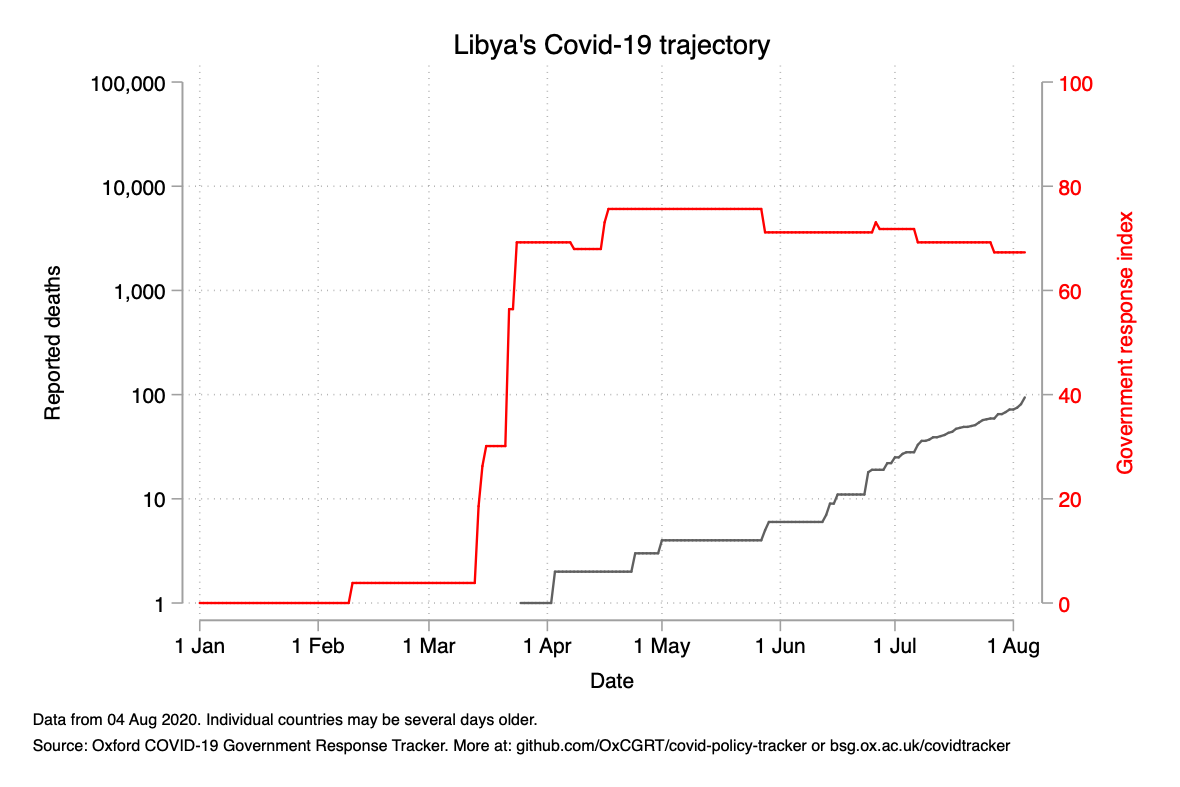 Libya's Covid-19 trajectory
100,000
10,000
1,000
100
10
1
Reported deaths
100
80
60
40
20
0
Government response index
1 Jan 1 Feb 1 Mar 1 Apr 1 May 1 Jun 1 Jul 1 Aug
Date
Data from 04 Aug 2020. Individual countries may be several days older.
Source: Oxford COVID-19 Government Response Tracker. More at: github.com/OxCGRT/covid-policy-tracker or bsg.ox.ac.uk/covidtracker